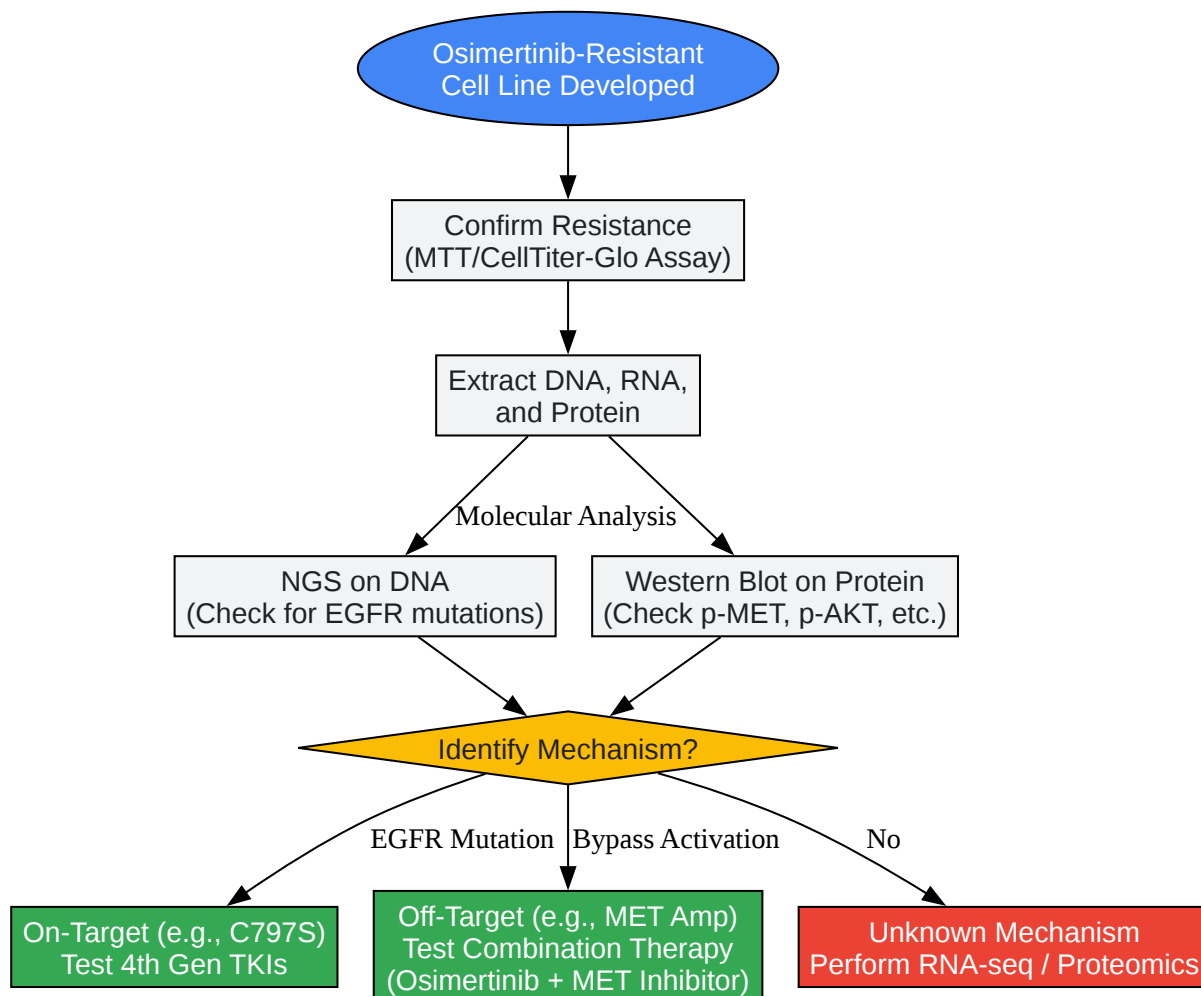 Osimertinib-Resistant
Cell Line Developed
Confirm Resistance
(MTT/CellTiter-Glo Assay)
Extract DNA, RNA,
and Protein
Molecular Analysis
NGS on DNA
(Check for EGFR mutations)
Western Blot on Protein
(Check p-MET, p-AKT, etc.)
Identify Mechanism?
EGFR Mutation
Bypass Activation
No
On-Target (e.g., C797S)
Test 4th Gen TKIs
Off-Target (e.g., MET Amp)
Test Combination Therapy
(Osimertinib + MET Inhibitor)
Unknown Mechanism
Perform RNA-seq / Proteomics